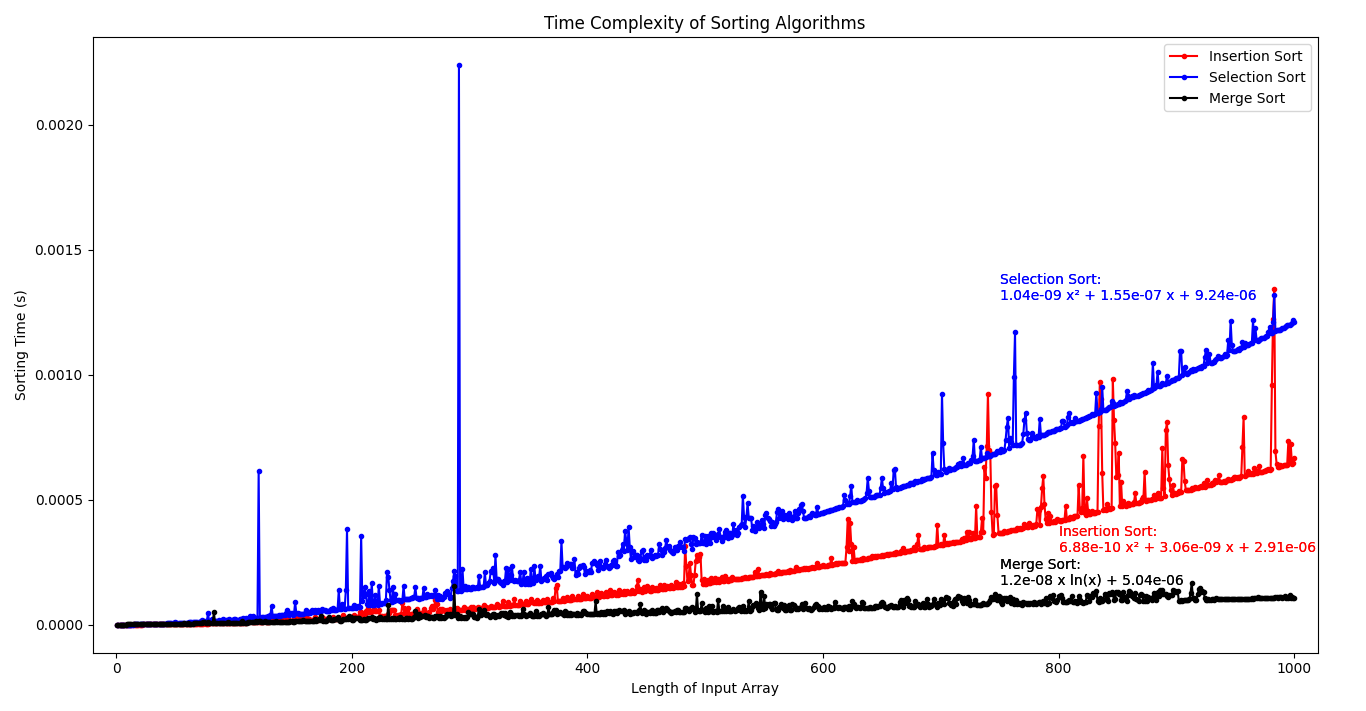 Time Complexity of Sorting Algorithms
Insertion Sort
Selection Sort
Merge Sort
Sorting Time (s)
0.0020
0.0015
0.0010
0.0005
0.0000
Selection Sort:
1.04e-09 x² + 1.55e-07 x + 9.24e-06
Insertion Sort:
6.88e-10 x² + 3.06e-09 x + 2.91e-06
Merge Sort:
1.2e-08 x ln(x) + 5.04e-06
0 200 400 600 800 1000
Length of Input Array